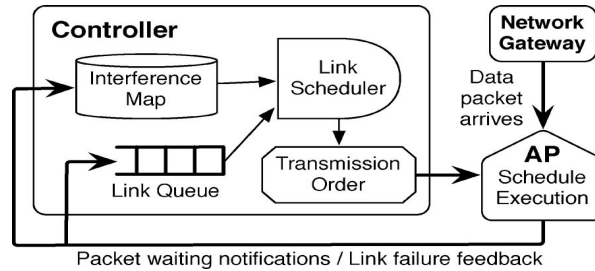 Controller
Interference
Map
Link Queue
Link
Scheduler
Transmission
Order
Network
Gateway
Data
packet
arrives
AP
Schedule
Execution
Packet waiting notifications / Link failure feedback